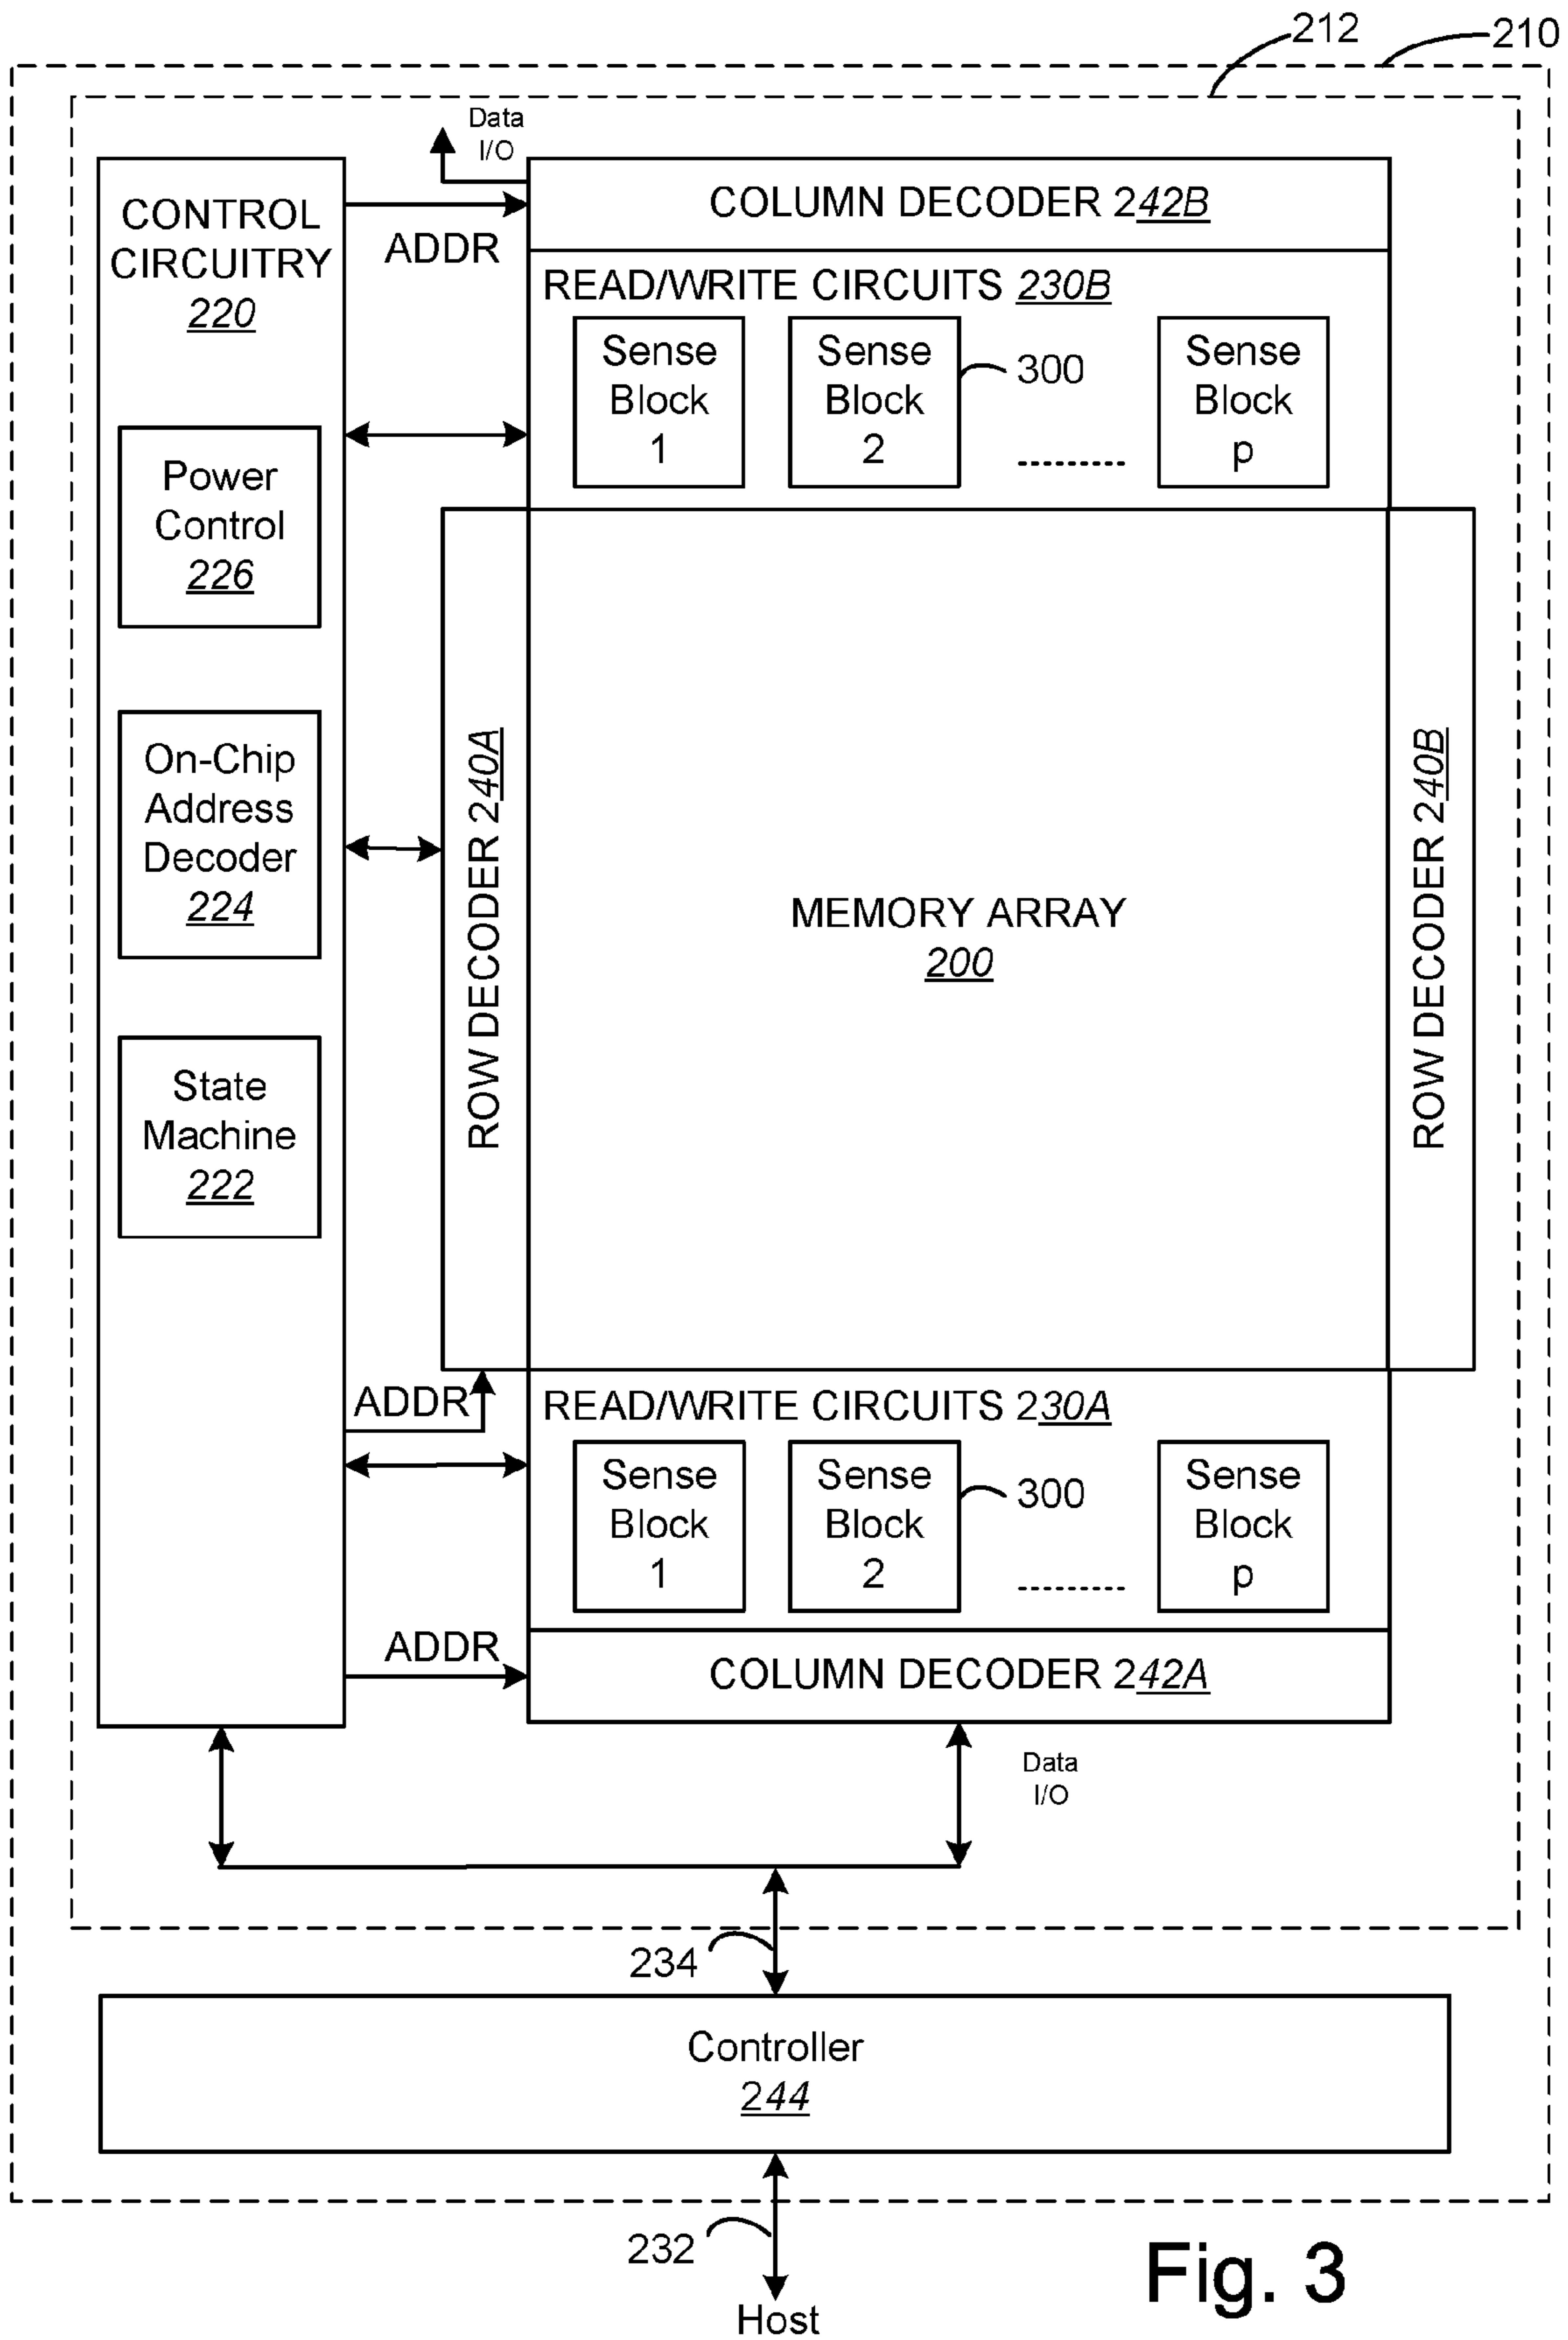 212
210
Data
I/O
CONTROL
CIRCUITRY
220
ADDR
COLUMN DECODER 242B
READ/WRITE CIRCUITS 230B
Sense
Block
1
Sense
Block
2
300
..........
Sense
Block
p
Power
Control
226
On-Chip
Address
Decoder
224
State
Machine
222
ROW DECODER 240A
MEMORY ARRAY
200
ROW DECODER 240B
ADDR
READ/WRITE CIRCUITS 230A
Sense
Block
1
Sense
Block
2
300
..........
Sense
Block
p
ADDR
COLUMN DECODER 242A
Data
I/O
234
Controller
244
232
Host
Fig. 3